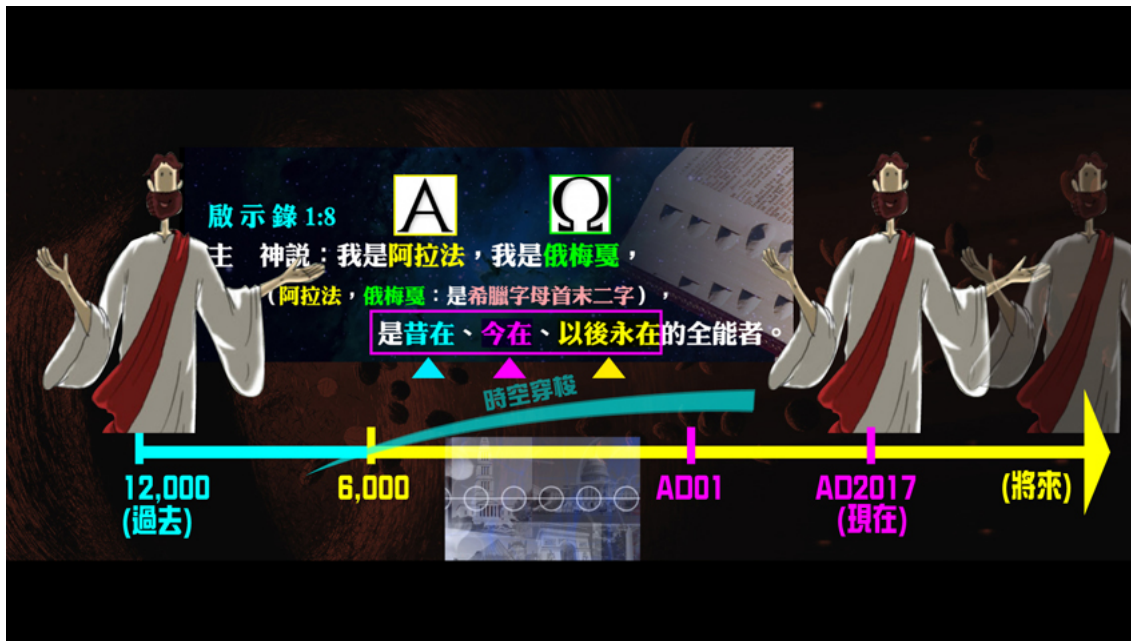 啟示錄 1:8
A Ω
主 神説：我是阿拉法，我是俄梅戛，
（阿拉法，俄梅戛：是希臘字母首末二字），
是昔在、今在、以後永在的全能者。
時空穿梭
12,000 6,000 AD01 AD2017 (將來)
(過去) (現在)